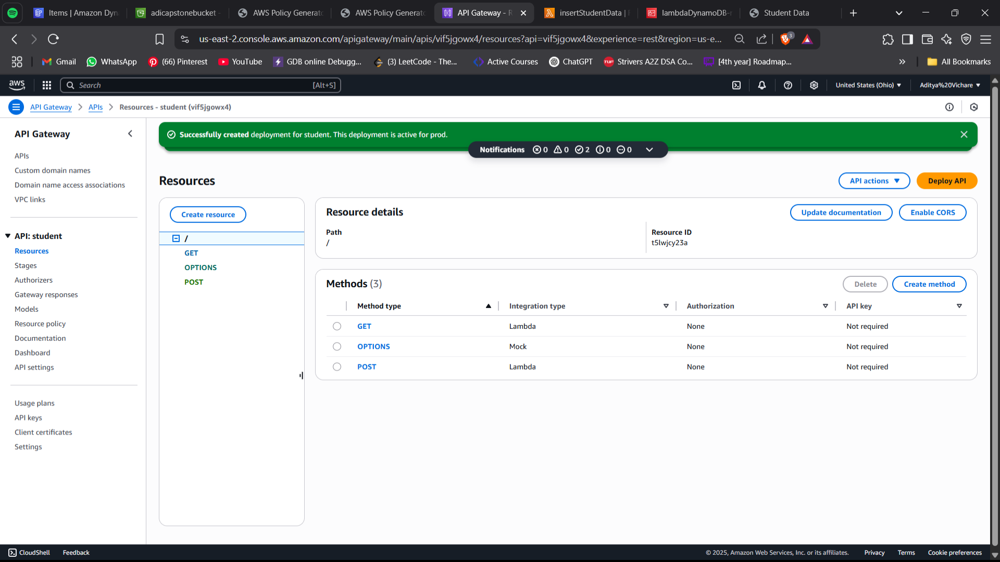 Items | Amazon Dyn
adicapstonebucket -
AWS Policy Generato
AWS Policy Generato
API Gateway - R
insertStudentData | F
lambdaDynamoDB-r
Student Data
us-east-2.console.aws.amazon.com/apigateway/main/apis/vif5jgowx4/resources?api=vif5jgowx4&experience=rest&region=us-e...
3
Gmail
WhatsApp
(66) Pinterest
YouTube
GDB online Debugg...
(3) LeetCode - The...
Active Courses
ChatGPT
TUF
Strivers A2Z DSA Co...
[4th year] Roadmap...
All Bookmarks
aws
Search
[Alt+S]
United States (Ohio)
Aditya%20Vichare
API Gateway
APIs
Resources - student (vif5jgowx4)
API Gateway
APIs
Custom domain names
Domain name access associations
VPC links
API: student
Resources
Stages
Authorizers
Gateway responses
Models
Resource policy
Documentation
Dashboard
API settings
Usage plans
API keys
Client certificates
Settings
Successfully created deployment for student. This deployment is active for prod.
Notifications 0 0 2 0 0
Resources
API actions
Deploy API
Create resource
/
GET
OPTIONS
POST
Resource details
Update documentation
Enable CORS
Path
/
Resource ID
t5lwjcy23a
Methods (3)
Delete
Create method
Method type Integration type Authorization API key
GET Lambda None Not required
OPTIONS Mock None Not required
POST Lambda None Not required
CloudShell
Feedback
© 2025, Amazon Web Services, Inc. or its affiliates.
Privacy
Terms
Cookie preferences